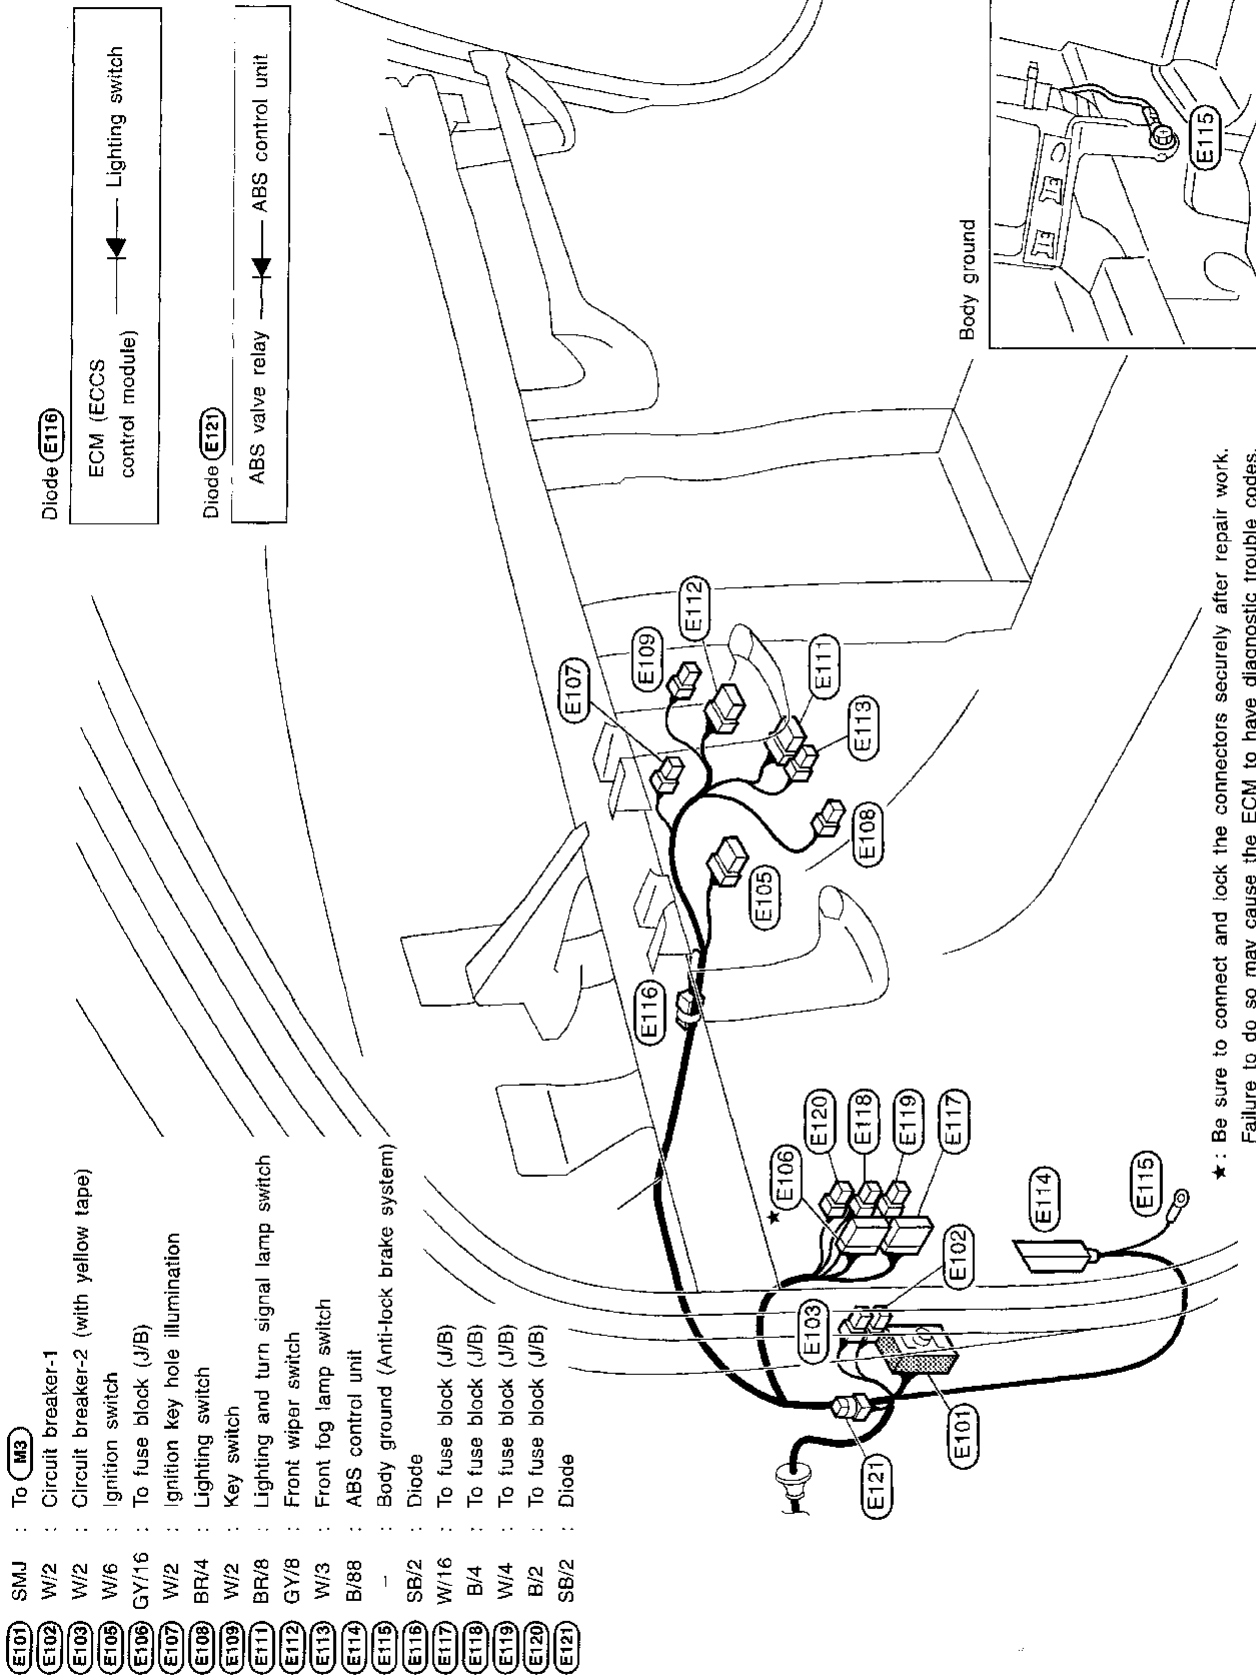 E101 SMJ : To M3
E102 W/2 : Circuit breaker-1
E103 W/2 : Circuit breaker-2 (with yellow tape)
E105 W/6 : Ignition switch
E106 GY/16 : To fuse block (J/B)
E107 W/2 : Ignition key hole illumination
E108 BR/4 : Lighting switch
E109 W/2 : Key switch
E111 BR/8 : Lighting and turn signal lamp switch
E112 GY/8 : Front wiper switch
E113 W/3 : Front fog lamp switch
E114 B/88 : ABS control unit
E115 – : Body ground (Anti-lock brake system)
E116 SB/2 : Diode
E117 W/16 : To fuse block (J/B)
E118 B/4 : To fuse block (J/B)
E119 W/4 : To fuse block (J/B)
E120 B/2 : To fuse block (J/B)
E121 SB/2 : Diode
Diode E116
ECM (ECCS control module)
Lighting switch
Diode E121
ABS valve relay
ABS control unit
E107
E109
E112
E111
E113
E108
E105
E116
★
E106
E120
E118
E119
E117
E103
E102
E114
E115
E101
E121
Body ground
E115
★ : Be sure to connect and lock the connectors securely after repair work.
Failure to do so may cause the ECM to have diagnostic trouble codes.